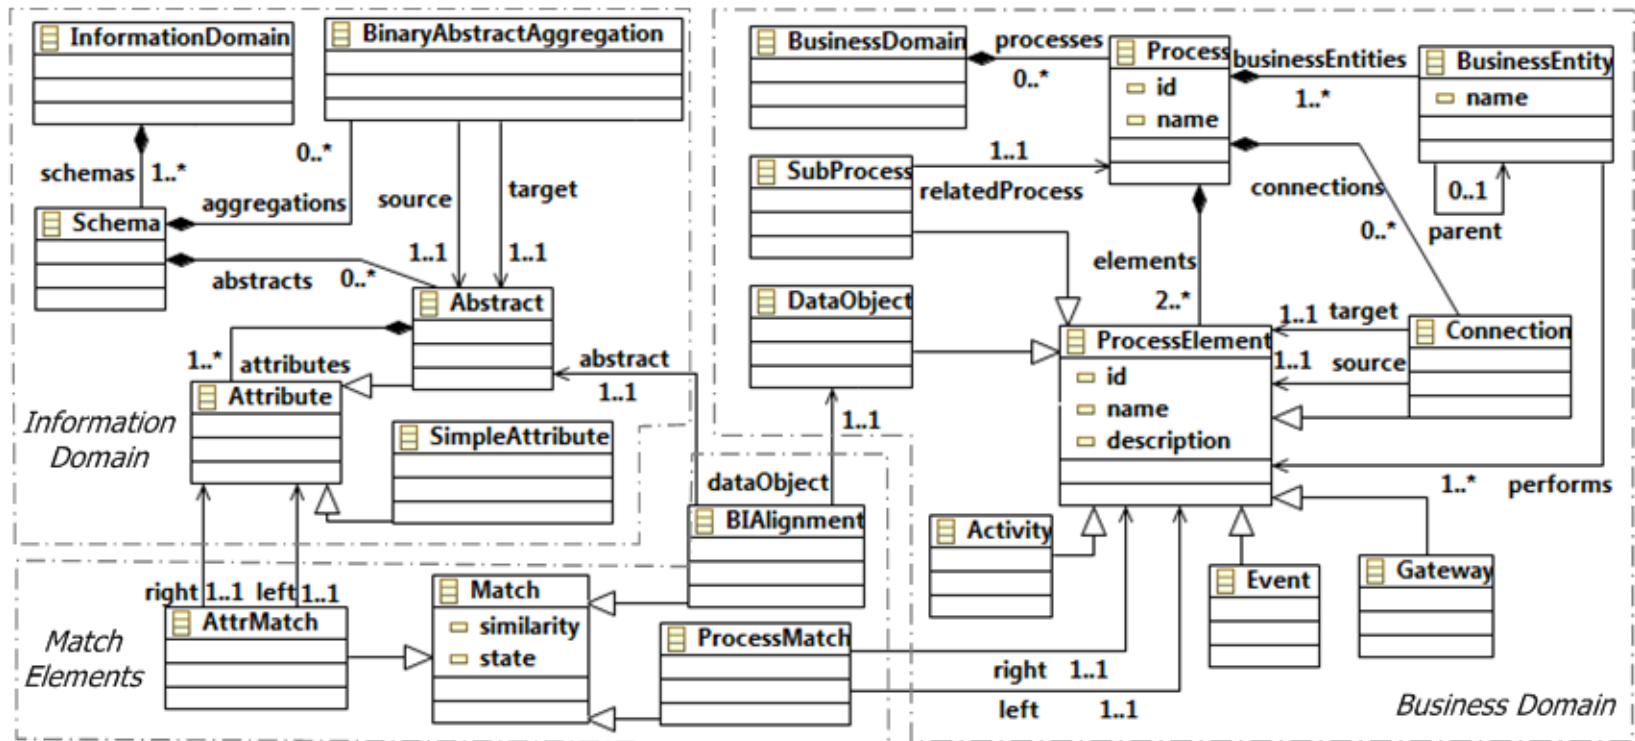 InformationDomain
BinaryAbstractAggregation
schemas
1..*
0..*
aggregations
source
target
1..1
1..1
Schema
abstracts
0..*
Abstract
1..*
attributes
abstract
1..1
Attribute
SimpleAttribute
Information
Domain
right 1..1
left 1..1
AttrMatch
Match
similarity
state
Match
Elements
dataObject
BIAlignment
ProcessMatch
right 1..1
left 1..1
BusinessDomain
processes
0..*
Process
id
name
businessEntities
1..*
BusinessEntity
name
SubProcess
1..1
relatedProcess
connections
0..*
0..1
parent
elements
2..*
DataObject
1..1
ProcessElement
id
name
description
1..1 target
1..1 source
Connection
1..* performs
Activity
Event
Gateway
Business Domain